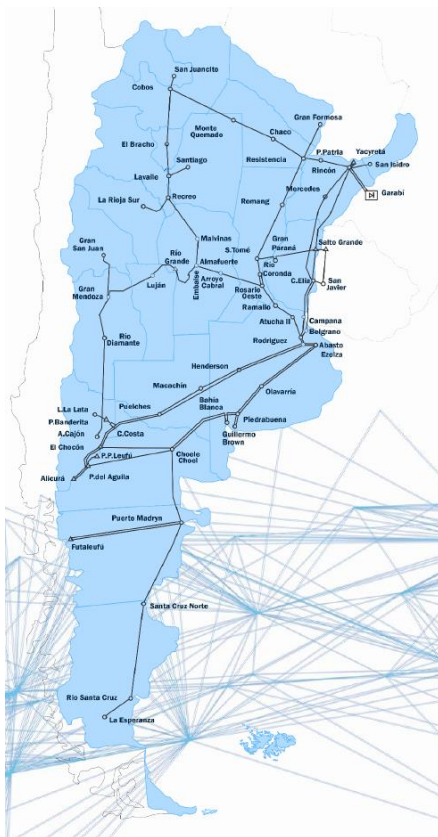 San Juancito
Cobos
Gran Formosa
Monte
Quemado
Chaco
El Bracho
P.Patria
Yacyretá
Santiago
Resistencia
San Isidro
Rincón
Lavalle
Mercedes
Garabí
La Rioja Sur
Recreo
Romang
Malvinas
Gran
Paraná
Salto Grande
S.Tomé
Gran
San Juan
Río
Grande
Almafuerte
Río
Coronda
Embalse
Arroyo
Cabral
C.Elía
San
Javier
Gran
Mendoza
Luján
Rosario
Oeste
Ramallo
Campana
Atucha II
Belgrano
Río
Diamante
Rodríguez
Abasto
Ezeiza
Henderson
Macachín
Olavarría
L.La Lata
Puelches
Bahía
Blanca
P.Banderita
Piedrabuena
A.Cajón
C.Costa
Guillermo
Brown
El Chocón
Choele
Choel
P.P.Leufú
Alicurá
P.del Aguila
Puerto Madryn
Futaleufú
Santa Cruz Norte
Río Santa Cruz
La Esperanza